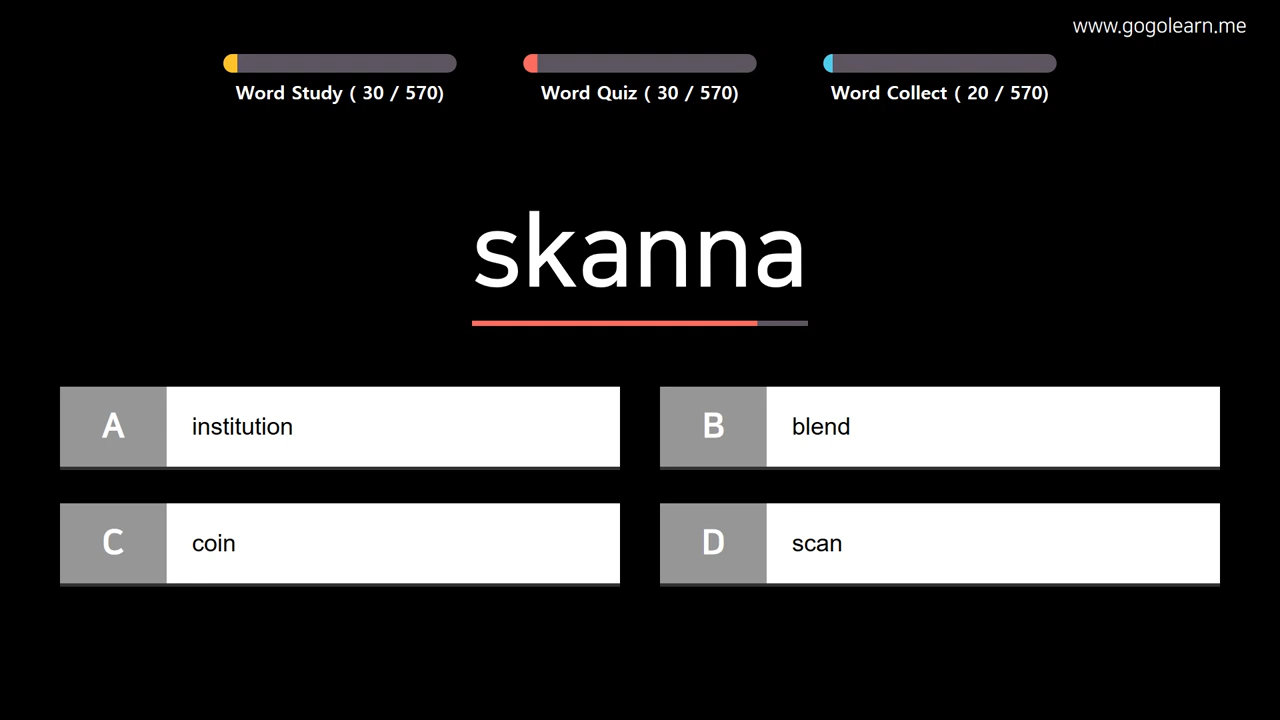 www.gogolearn.me
Word Study ( 30 / 570)
Word Quiz ( 30 / 570)
Word Collect ( 20 / 570)
skanna
A institution
B blend
C coin
D scan